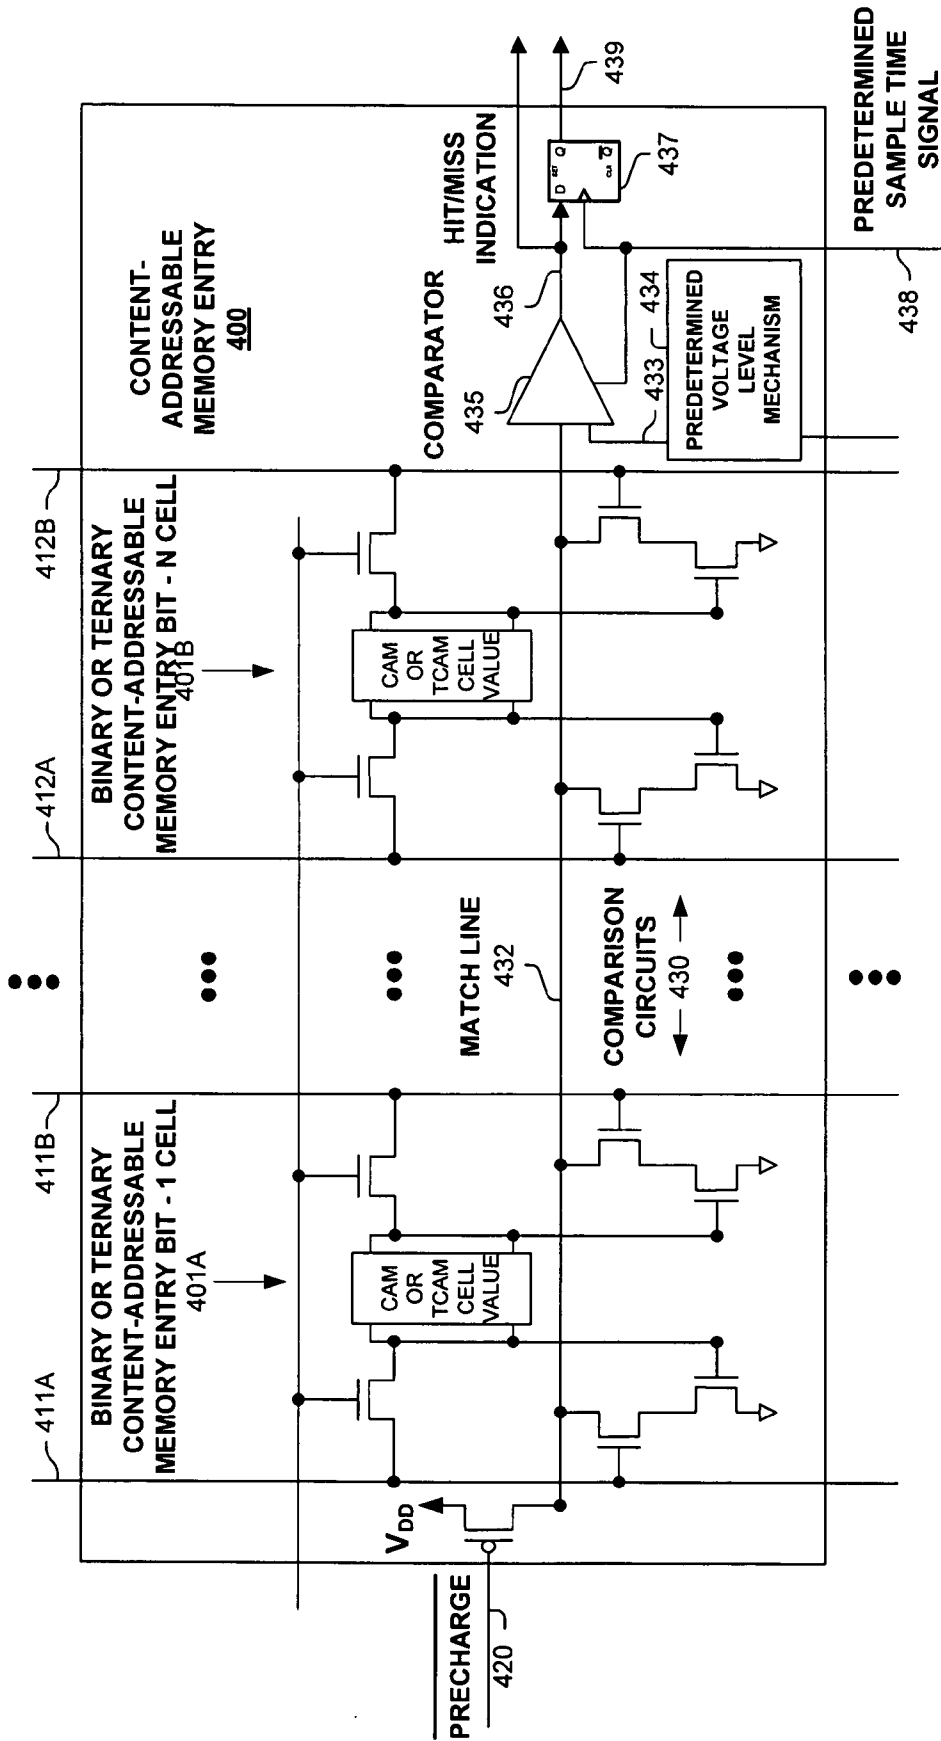 412B
BINARY OR TERNARY
CONTENT-ADDRESSABLE
MEMORY ENTRY BIT - N CELL
401B
412A
411B
BINARY OR TERNARY
CONTENT-ADDRESSABLE
MEMORY ENTRY BIT - 1 CELL
401A
411A
CONTENT-
ADDRESSABLE
MEMORY ENTRY
400
CAM
OR
TCAM
CELL
VALUE
CAM
OR
TCAM
CELL
VALUE
VDD
PRECHARGE
420
MATCH LINE
432
COMPARISON
CIRCUITS
430
COMPARATOR
435
HIT/MISS
INDICATION
436
D
SET
Q
CLR
Q
437
439
433
434
PREDETERMINED
VOLTAGE
LEVEL
MECHANISM
438
PREDETERMINED
SAMPLE TIME
SIGNAL